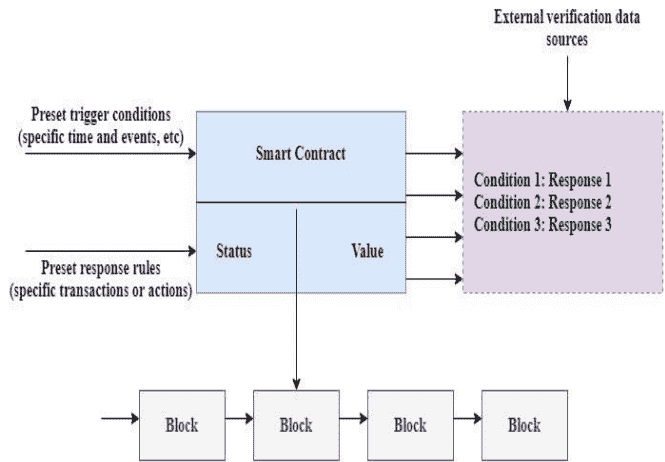 External verification data
sources
Preset trigger conditions
(specific time and events, etc)
Smart Contract
Condition 1: Response 1
Condition 2: Response 2
Condition 3: Response 3
Status
Value
Preset response rules
(specific transactions or actions)
Block
Block
Block
Block